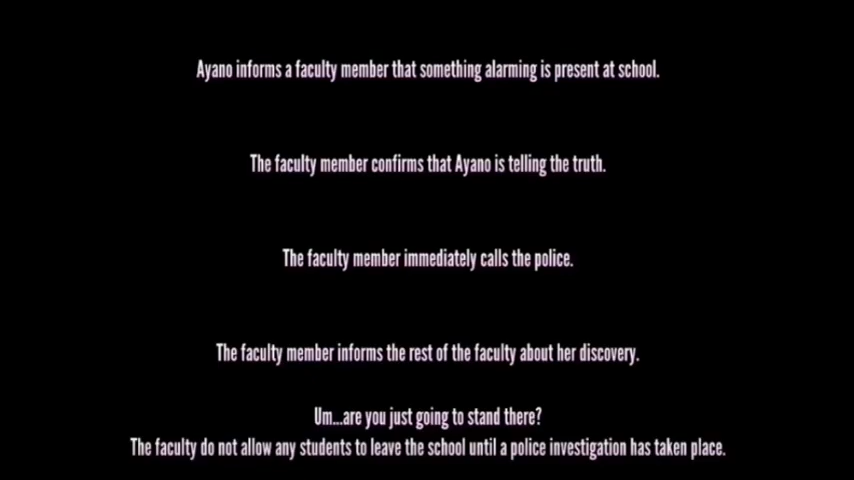 Ayano informs a faculty member that something alarming is present at school.
The faculty member confirms that Ayano is telling the truth.
The faculty member immediately calls the police.
The faculty member informs the rest of the faculty about her discovery.
Um...are you just going to stand there?
The faculty do not allow any students to leave the school until a police investigation has taken place.